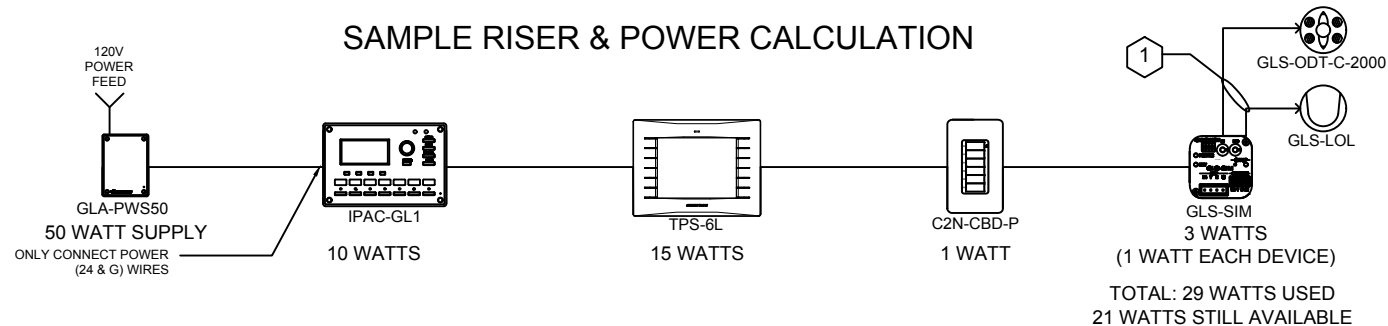 SAMPLE RISER & POWER CALCULATION
120V
POWER
FEED
GLA-PWS50
50 WATT SUPPLY
ONLY CONNECT POWER
(24 & G) WIRES
IPAC-GL1
10 WATTS
TPS-6L
15 WATTS
C2N-CBD-P
1 WATT
1
GLS-ODT-C-2000
GLS-LOL
GLS-SIM
3 WATTS
(1 WATT EACH DEVICE)
TOTAL: 29 WATTS USED
21 WATTS STILL AVAILABLE